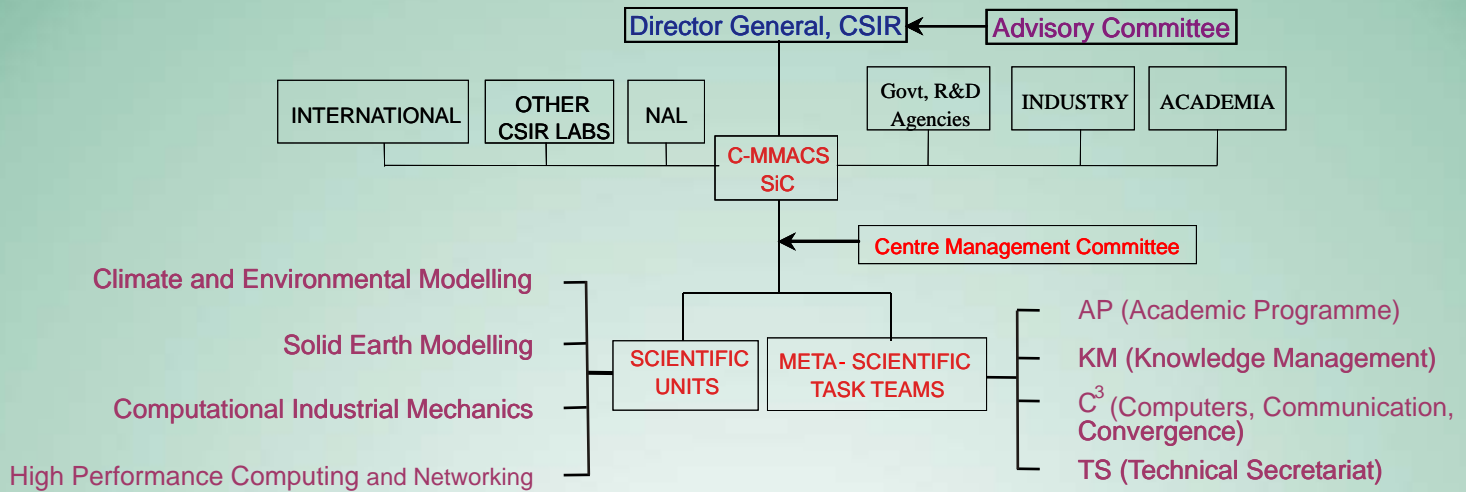 Director General, CSIR
Advisory Committee
INTERNATIONAL
OTHER
CSIR LABS
NAL
Govt, R&D
Agencies
INDUSTRY
ACADEMIA
C-MMACS
SiC
Centre Management Committee
Climate and Environmental Modelling
Solid Earth Modelling
Computational Industrial Mechanics
High Performance Computing and Networking
SCIENTIFIC
UNITS
META- SCIENTIFIC
TASK TEAMS
AP (Academic Programme)
KM (Knowledge Management)
C³ (Computers, Communication,
Convergence)
TS (Technical Secretariat)